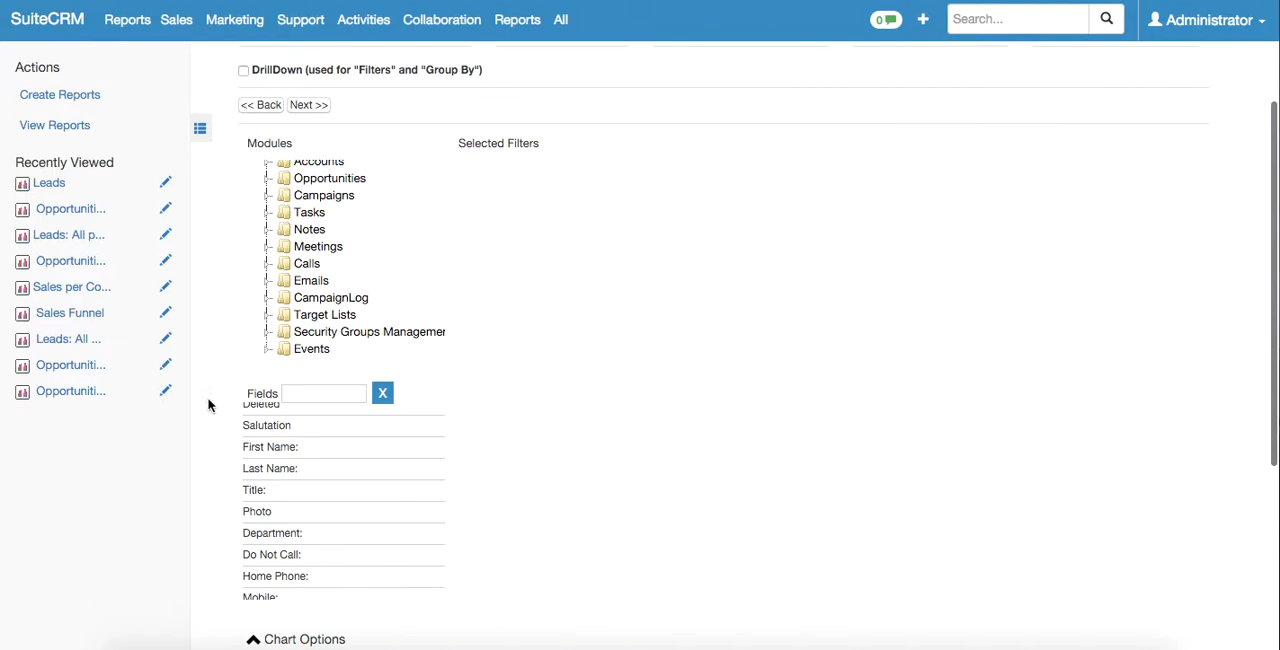 SuiteCRM Reports Sales Marketing Support Activities Collaboration Reports All 0 Search... Administrator
Actions
Create Reports
View Reports
Recently Viewed
Leads
Opportuniti...
Leads: All p...
Opportuniti...
Sales per Co...
Sales Funnel
Leads: All ...
Opportuniti...
Opportuniti...
DrillDown (used for "Filters" and "Group By")
<< Back Next >>
Modules Selected Filters
Accounts
Opportunities
Campaigns
Tasks
Notes
Meetings
Calls
Emails
CampaignLog
Target Lists
Security Groups Managemen
Events
Fields X
Deleted
Salutation
First Name:
Last Name:
Title:
Photo
Department:
Do Not Call:
Home Phone:
Mobile:
Chart Options